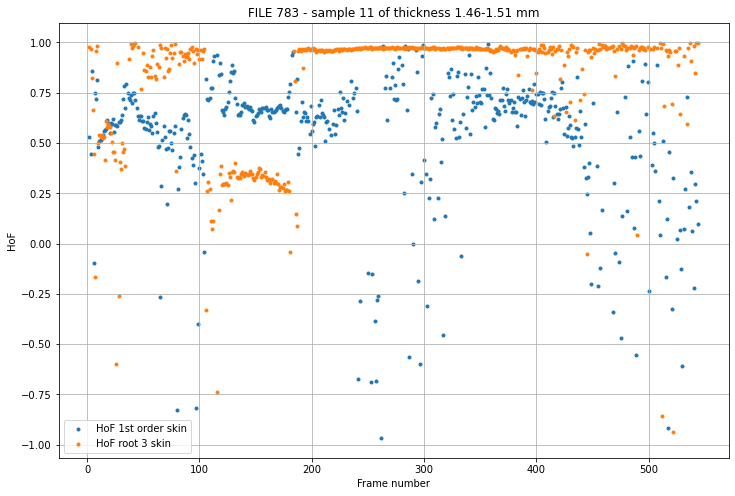 FILE 783 - sample 11 of thickness 1.46-1.51 mm
1.00
0.75
0.50
0.25
0.00
−0.25
−0.50
−0.75
−1.00
HoF
HoF 1st order skin
HoF root 3 skin
0 100 200 300 400 500
Frame number